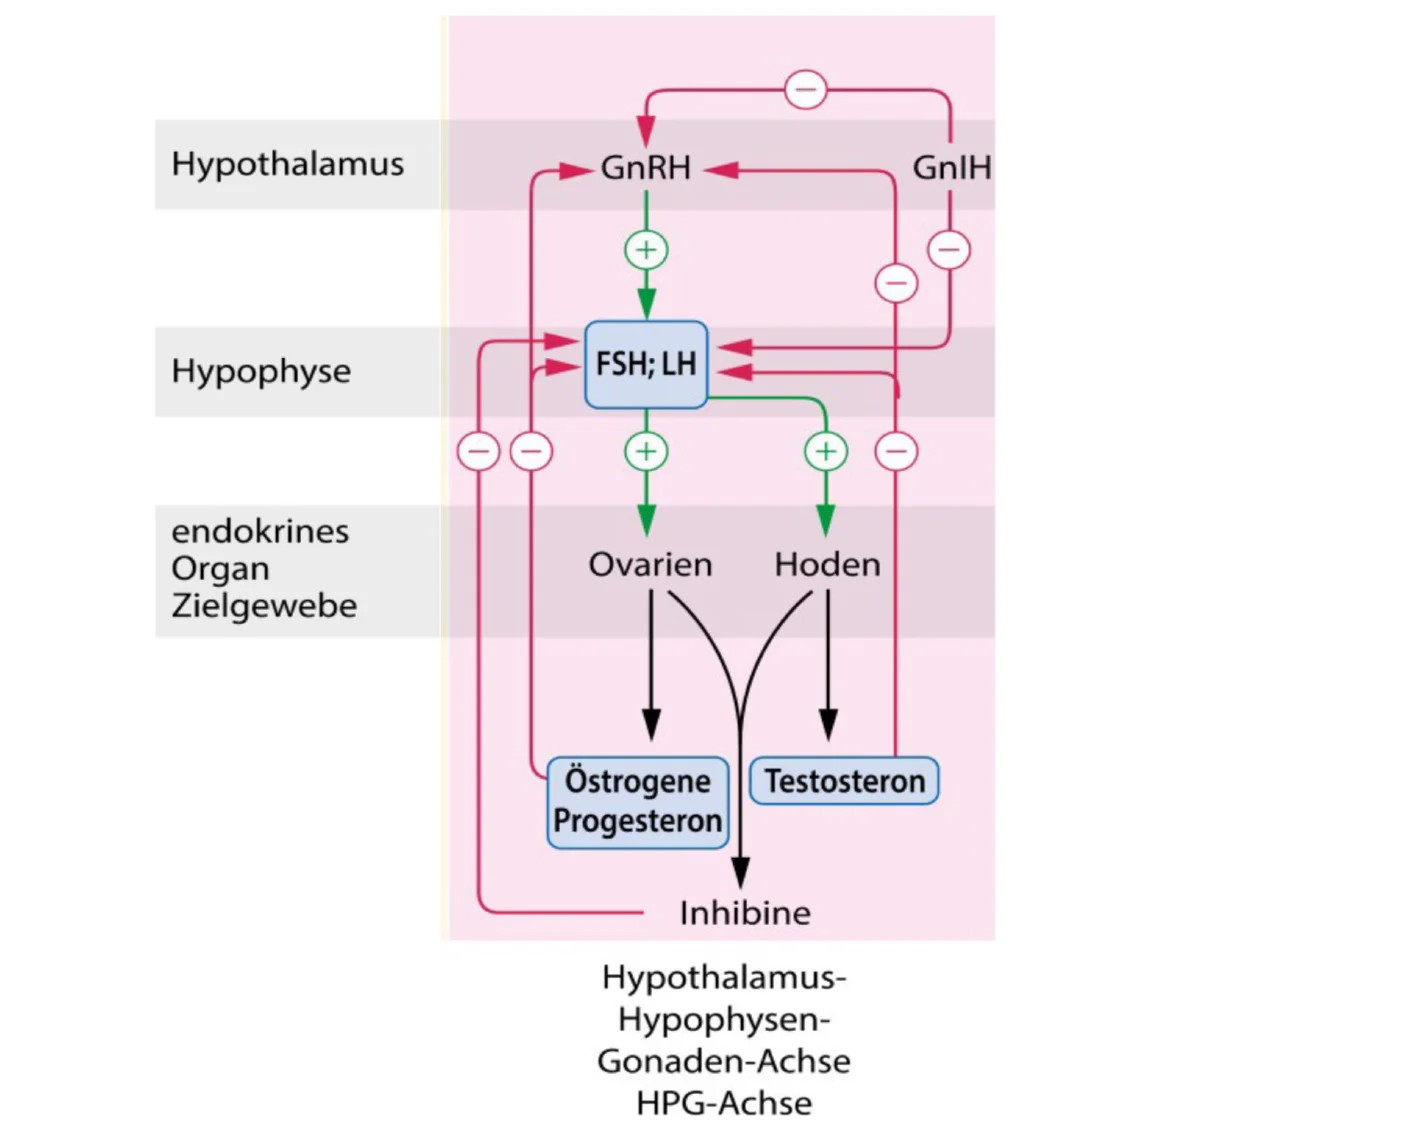 Hypothalamus
GnRH
GnIH
Hypophyse
FSH; LH
endokrines
Organ
Zielgewebe
Ovarien
Hoden
Östrogene
Progesteron
Testosteron
Inhibine
Hypothalamus-
Hypophysen-
Gonaden-Achse
HPG-Achse